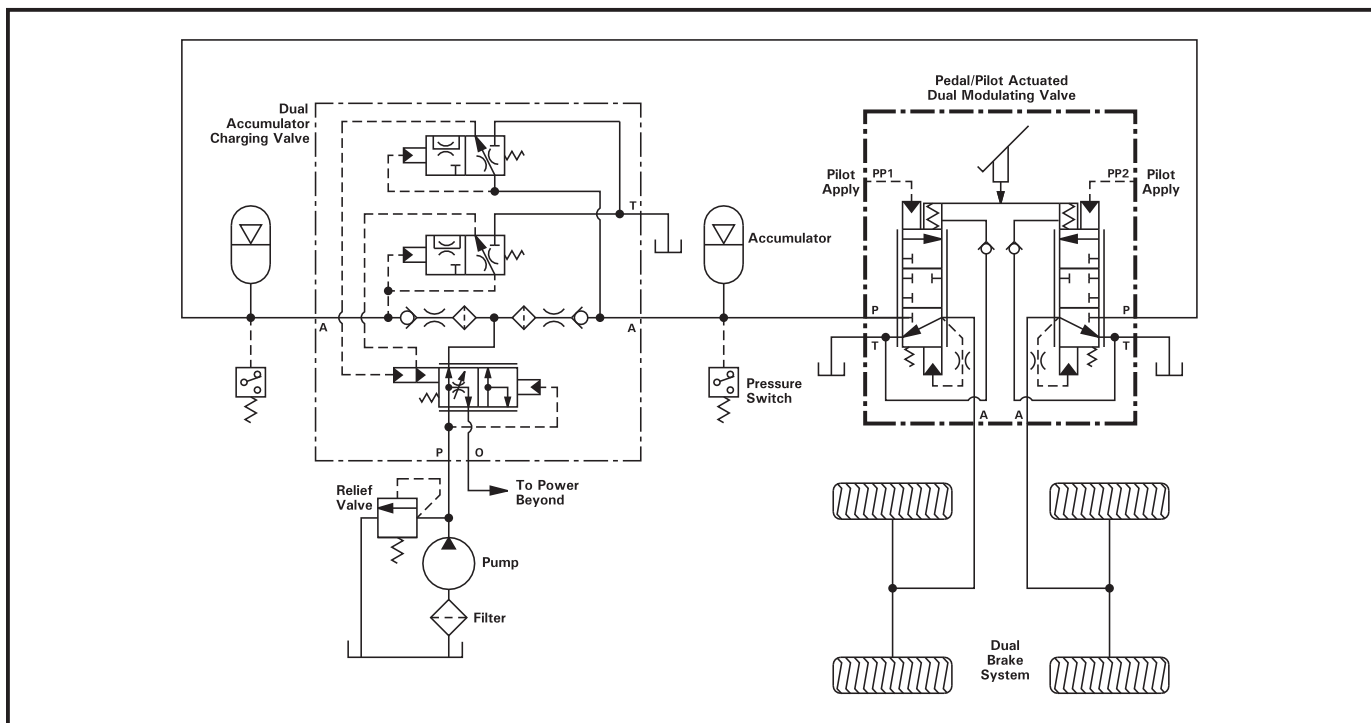 Pedal/Pilot Actuated
Dual Modulating Valve
Dual
Accumulator
Charging Valve
Pilot
Apply
PP1
PP2
Pilot
Apply
T
Accumulator
A
A
P
T
P
T
Pressure
Switch
A
A
P
O
To Power
Beyond
Relief
Valve
Pump
Filter
Dual
Brake
System